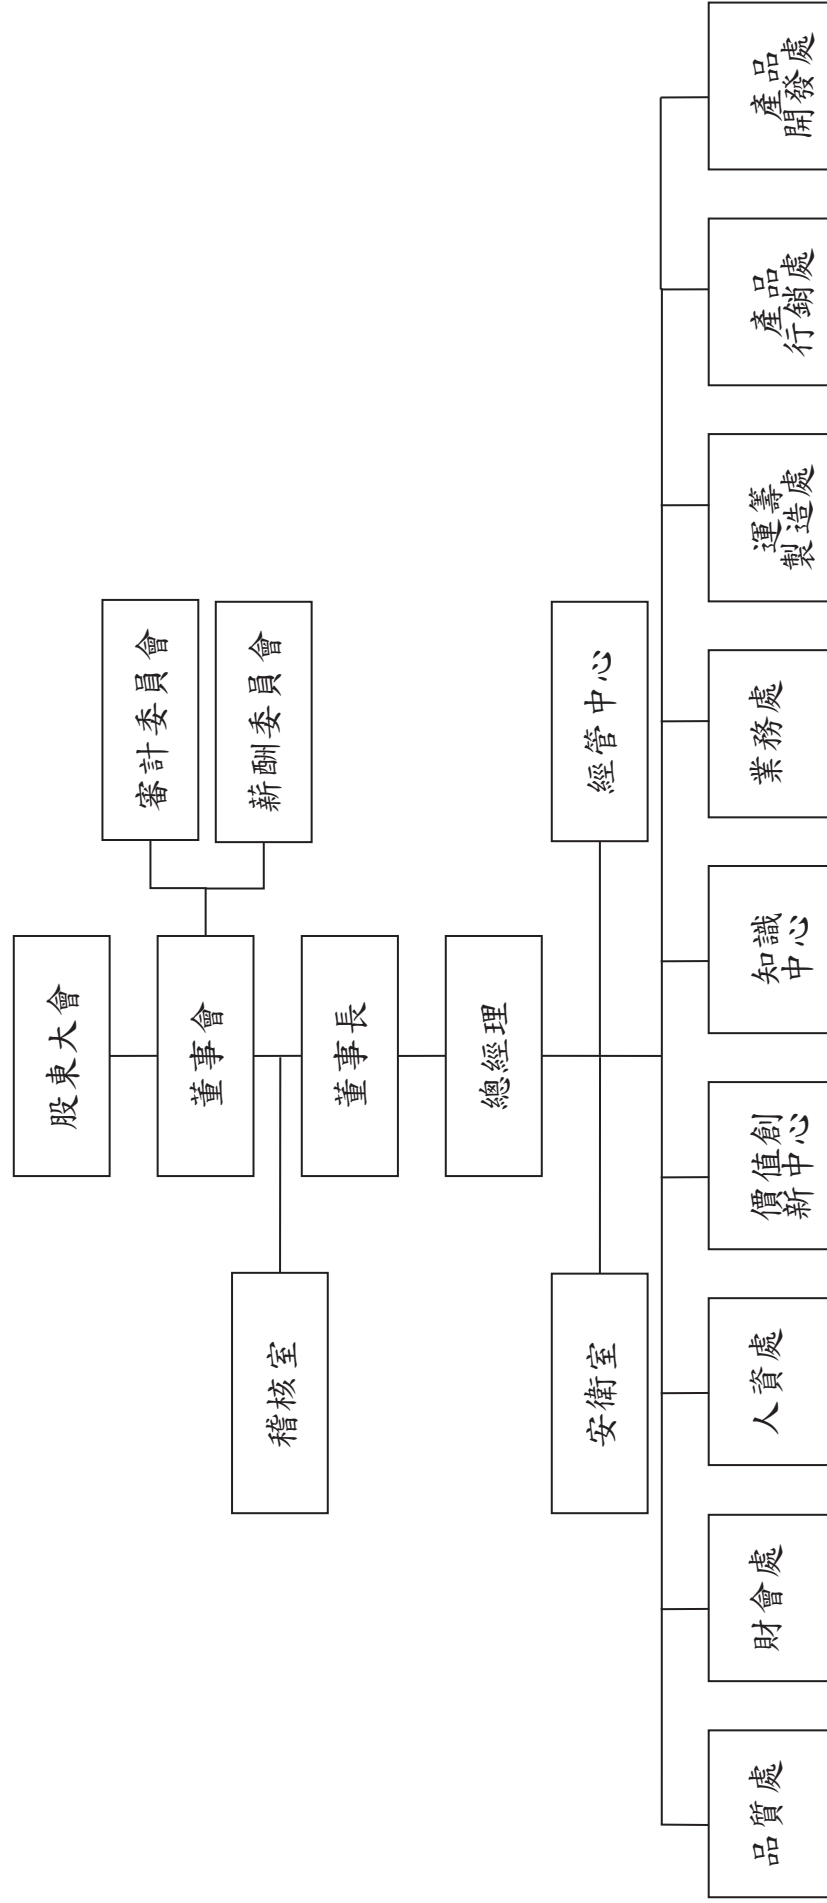 股東大會
審計委員會
董事會
薪酬委員會
稽核室
董事長
總經理
安衛室
經管中心
品質處
財會處
人資處
價值創
新中心
知識
中心
業務處
運籌
製造處
產品
行銷處
產品
開發處